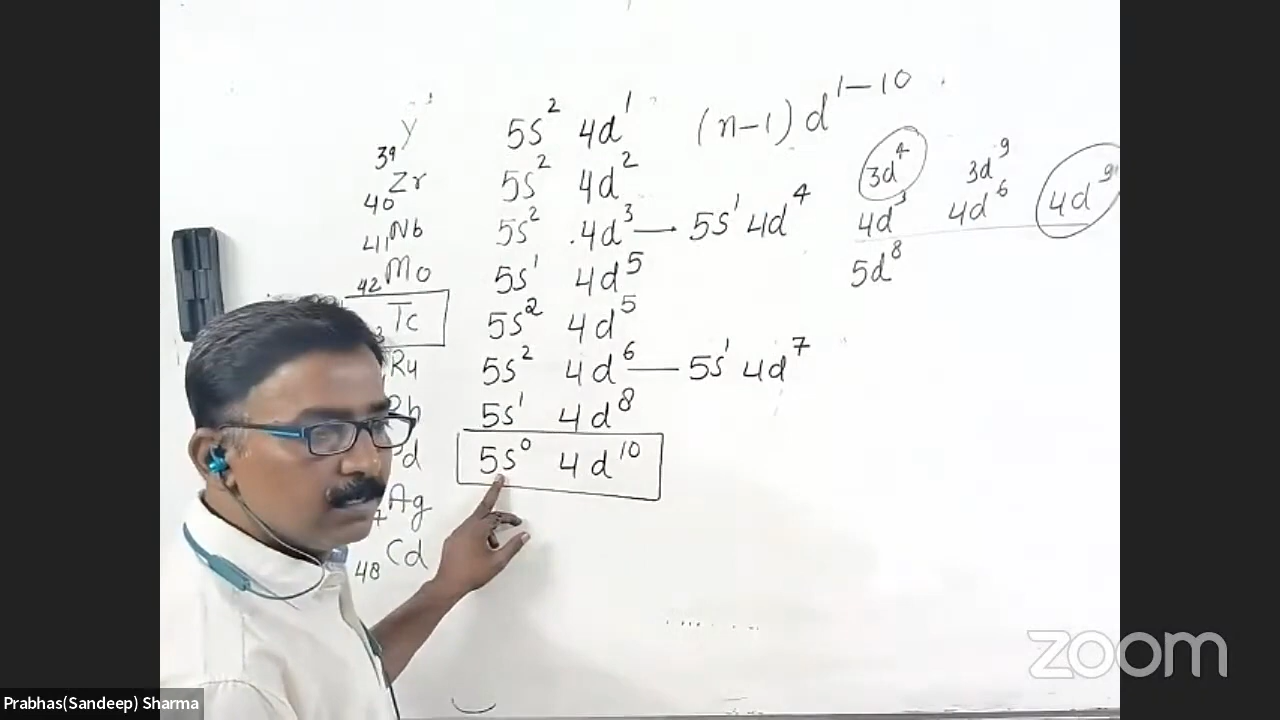 39Y 5s² 4d¹ (n-1)d¹⁻¹⁰
40Zr 5s² 4d² 3d⁴ 3d⁹
41Nb 5s² 4d³ — 5s¹ 4d⁴ 4d³ 4d⁶ 4d⁹
42Mo 5s¹ 4d⁵ 5d⁸
Tc 5s² 4d⁵
Ru 5s² 4d⁶ — 5s¹ 4d⁷
5s¹ 4d⁸
5s⁰ 4d¹⁰
Ag
48Cd
zoom
Prabhas(Sandeep) Sharma